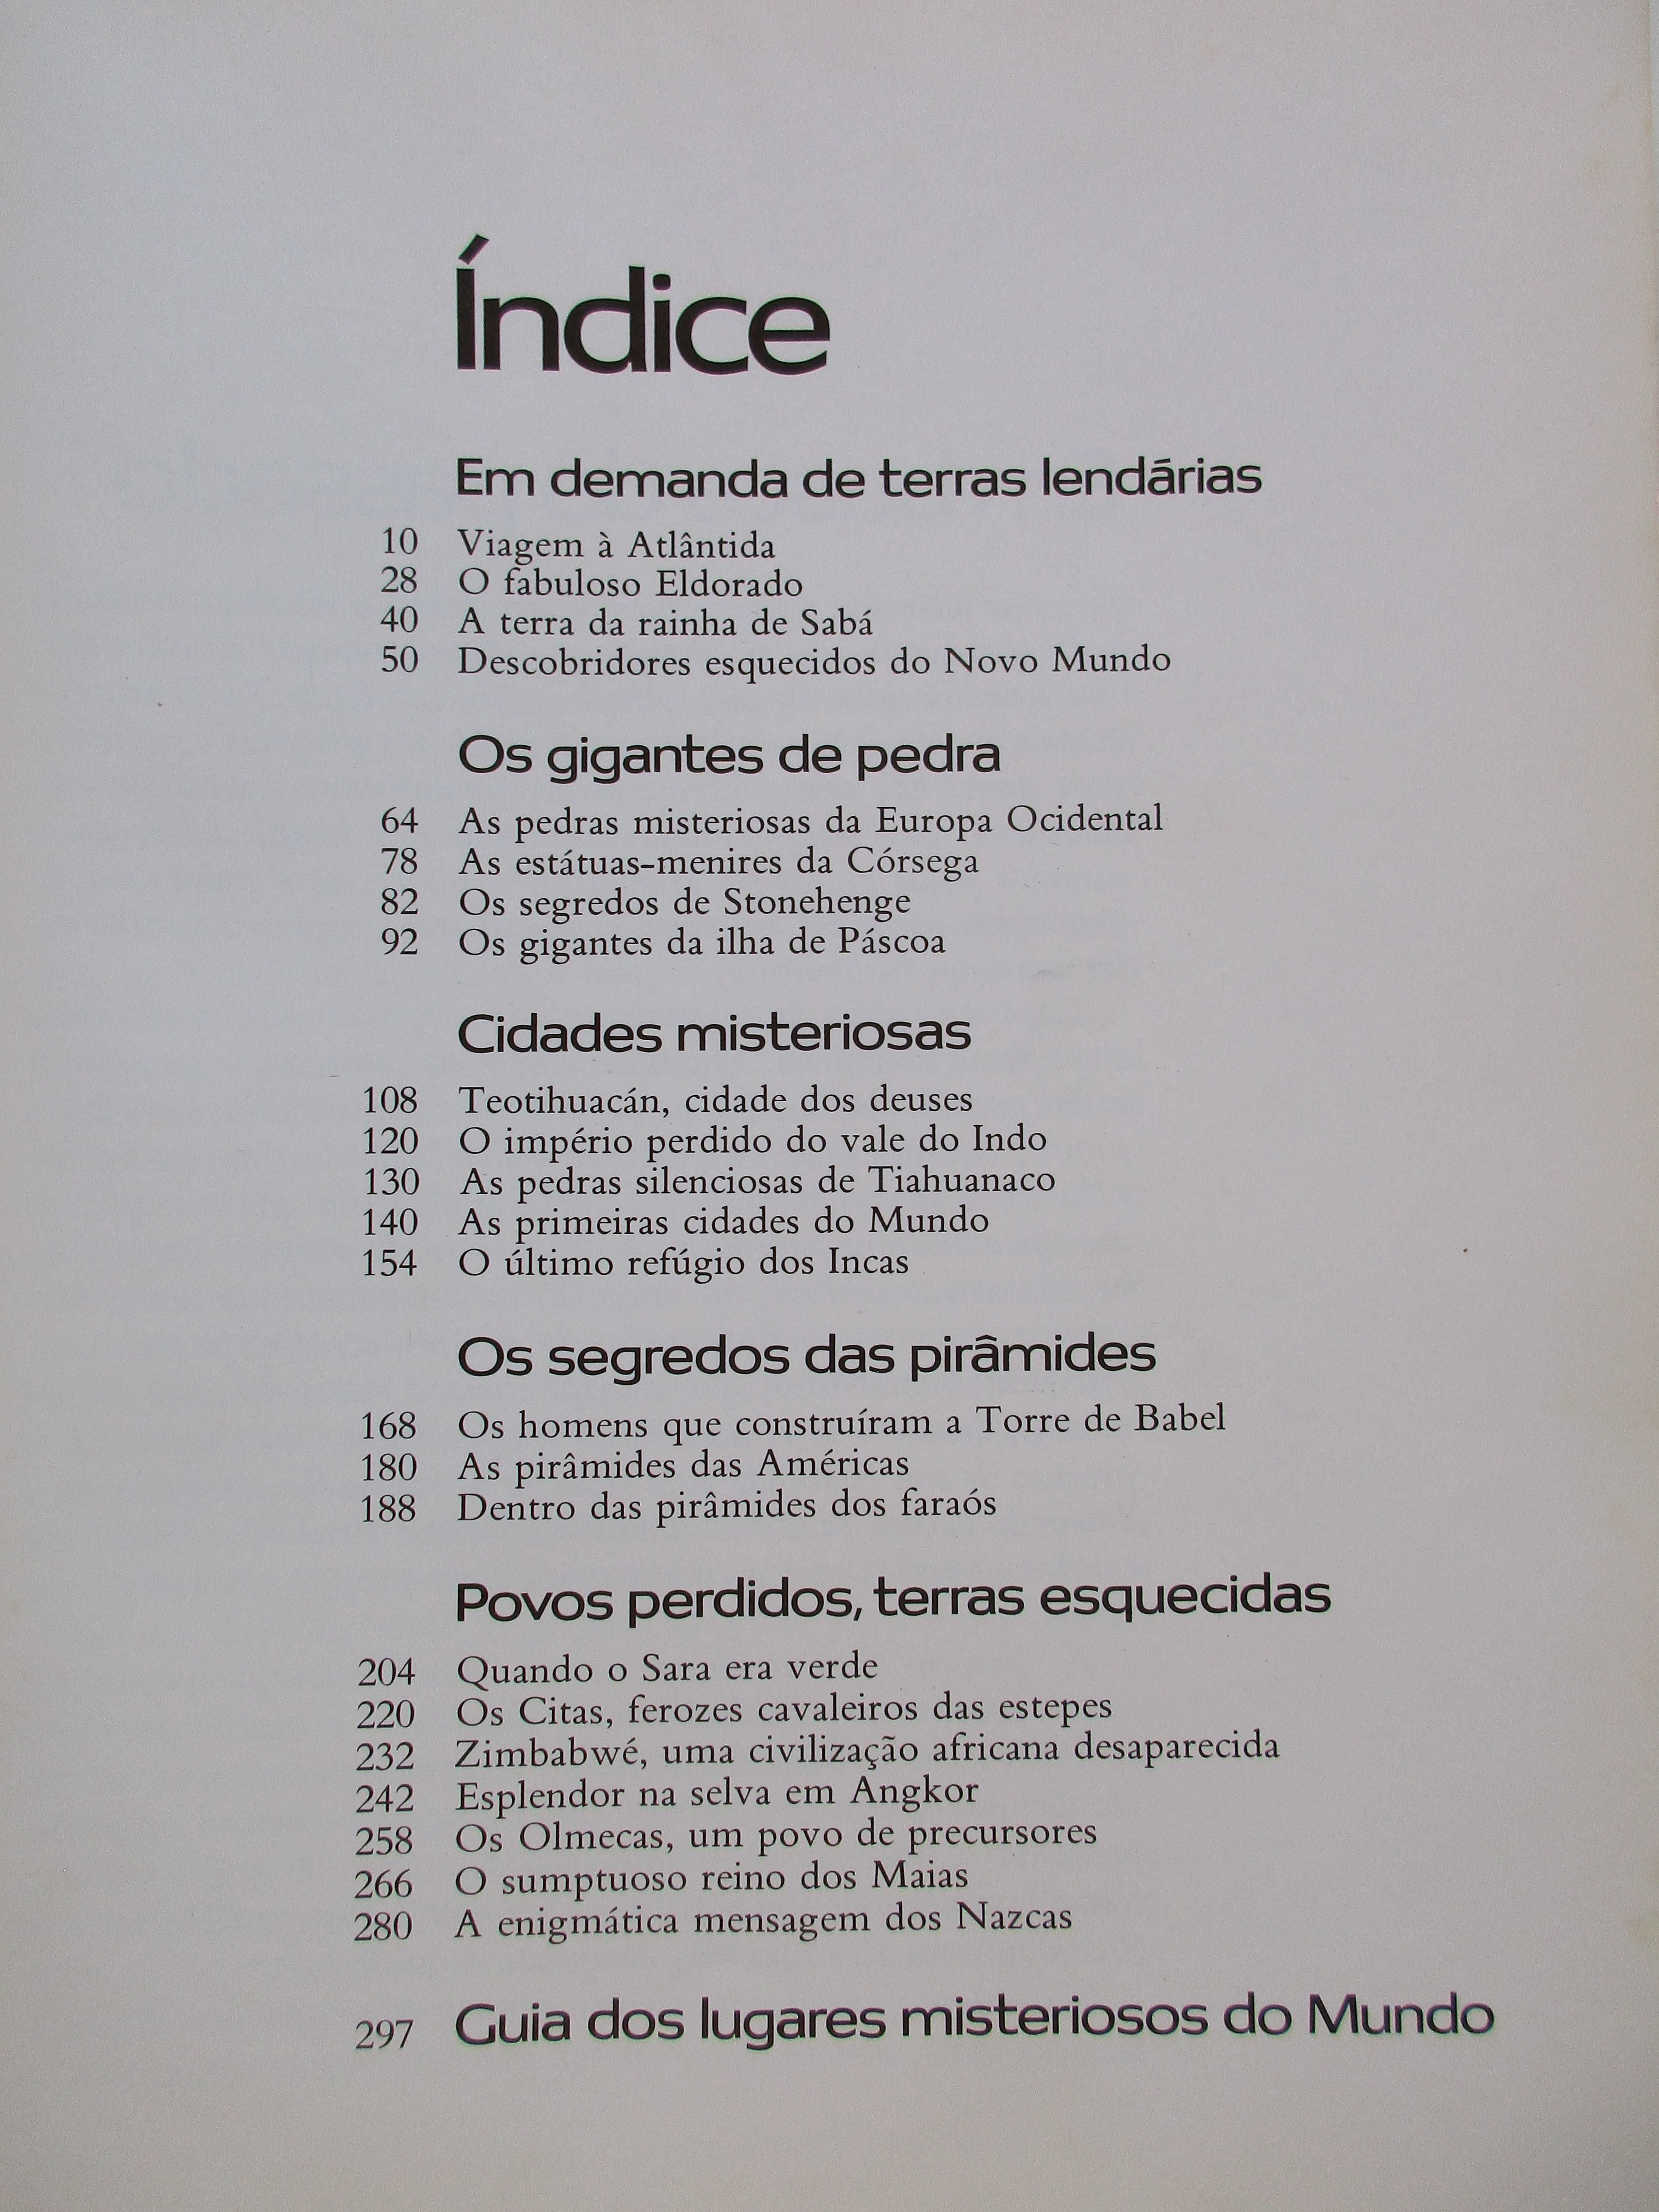 Índice
Em demanda de terras lendárias
10 Viagem à Atlântida
28 O fabuloso Eldorado
40 A terra da rainha de Sabá
50 Descobridores esquecidos do Novo Mundo
Os gigantes de pedra
64 As pedras misteriosas da Europa Ocidental
78 As estátuas-menires da Córsega
82 Os segredos de Stonehenge
92 Os gigantes da ilha de Páscoa
Cidades misteriosas
108 Teotihuacán, cidade dos deuses
120 O império perdido do vale do Indo
130 As pedras silenciosas de Tiahuanaco
140 As primeiras cidades do Mundo
154 O último refúgio dos Incas
Os segredos das pirâmides
168 Os homens que construíram a Torre de Babel
180 As pirâmides das Américas
188 Dentro das pirâmides dos faraós
Povos perdidos, terras esquecidas
204 Quando o Sara era verde
220 Os Citas, ferozes cavaleiros das estepes
232 Zimbabwé, uma civilização africana desaparecida
242 Esplendor na selva em Angkor
258 Os Olmecas, um povo de precursores
266 O sumptuoso reino dos Maias
280 A enigmática mensagem dos Nazcas
297 Guia dos lugares misteriosos do Mundo